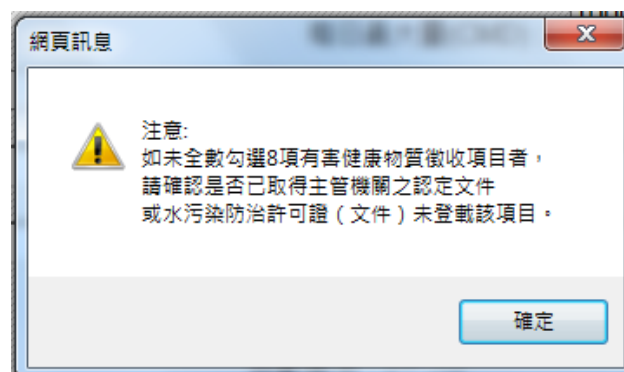 網頁訊息
注意:
如未全數勾選8項有害健康物質徵收項目者，
請確認是否已取得主管機關之認定文件
或水污染防治許可證（文件）未登載該項目。
確定